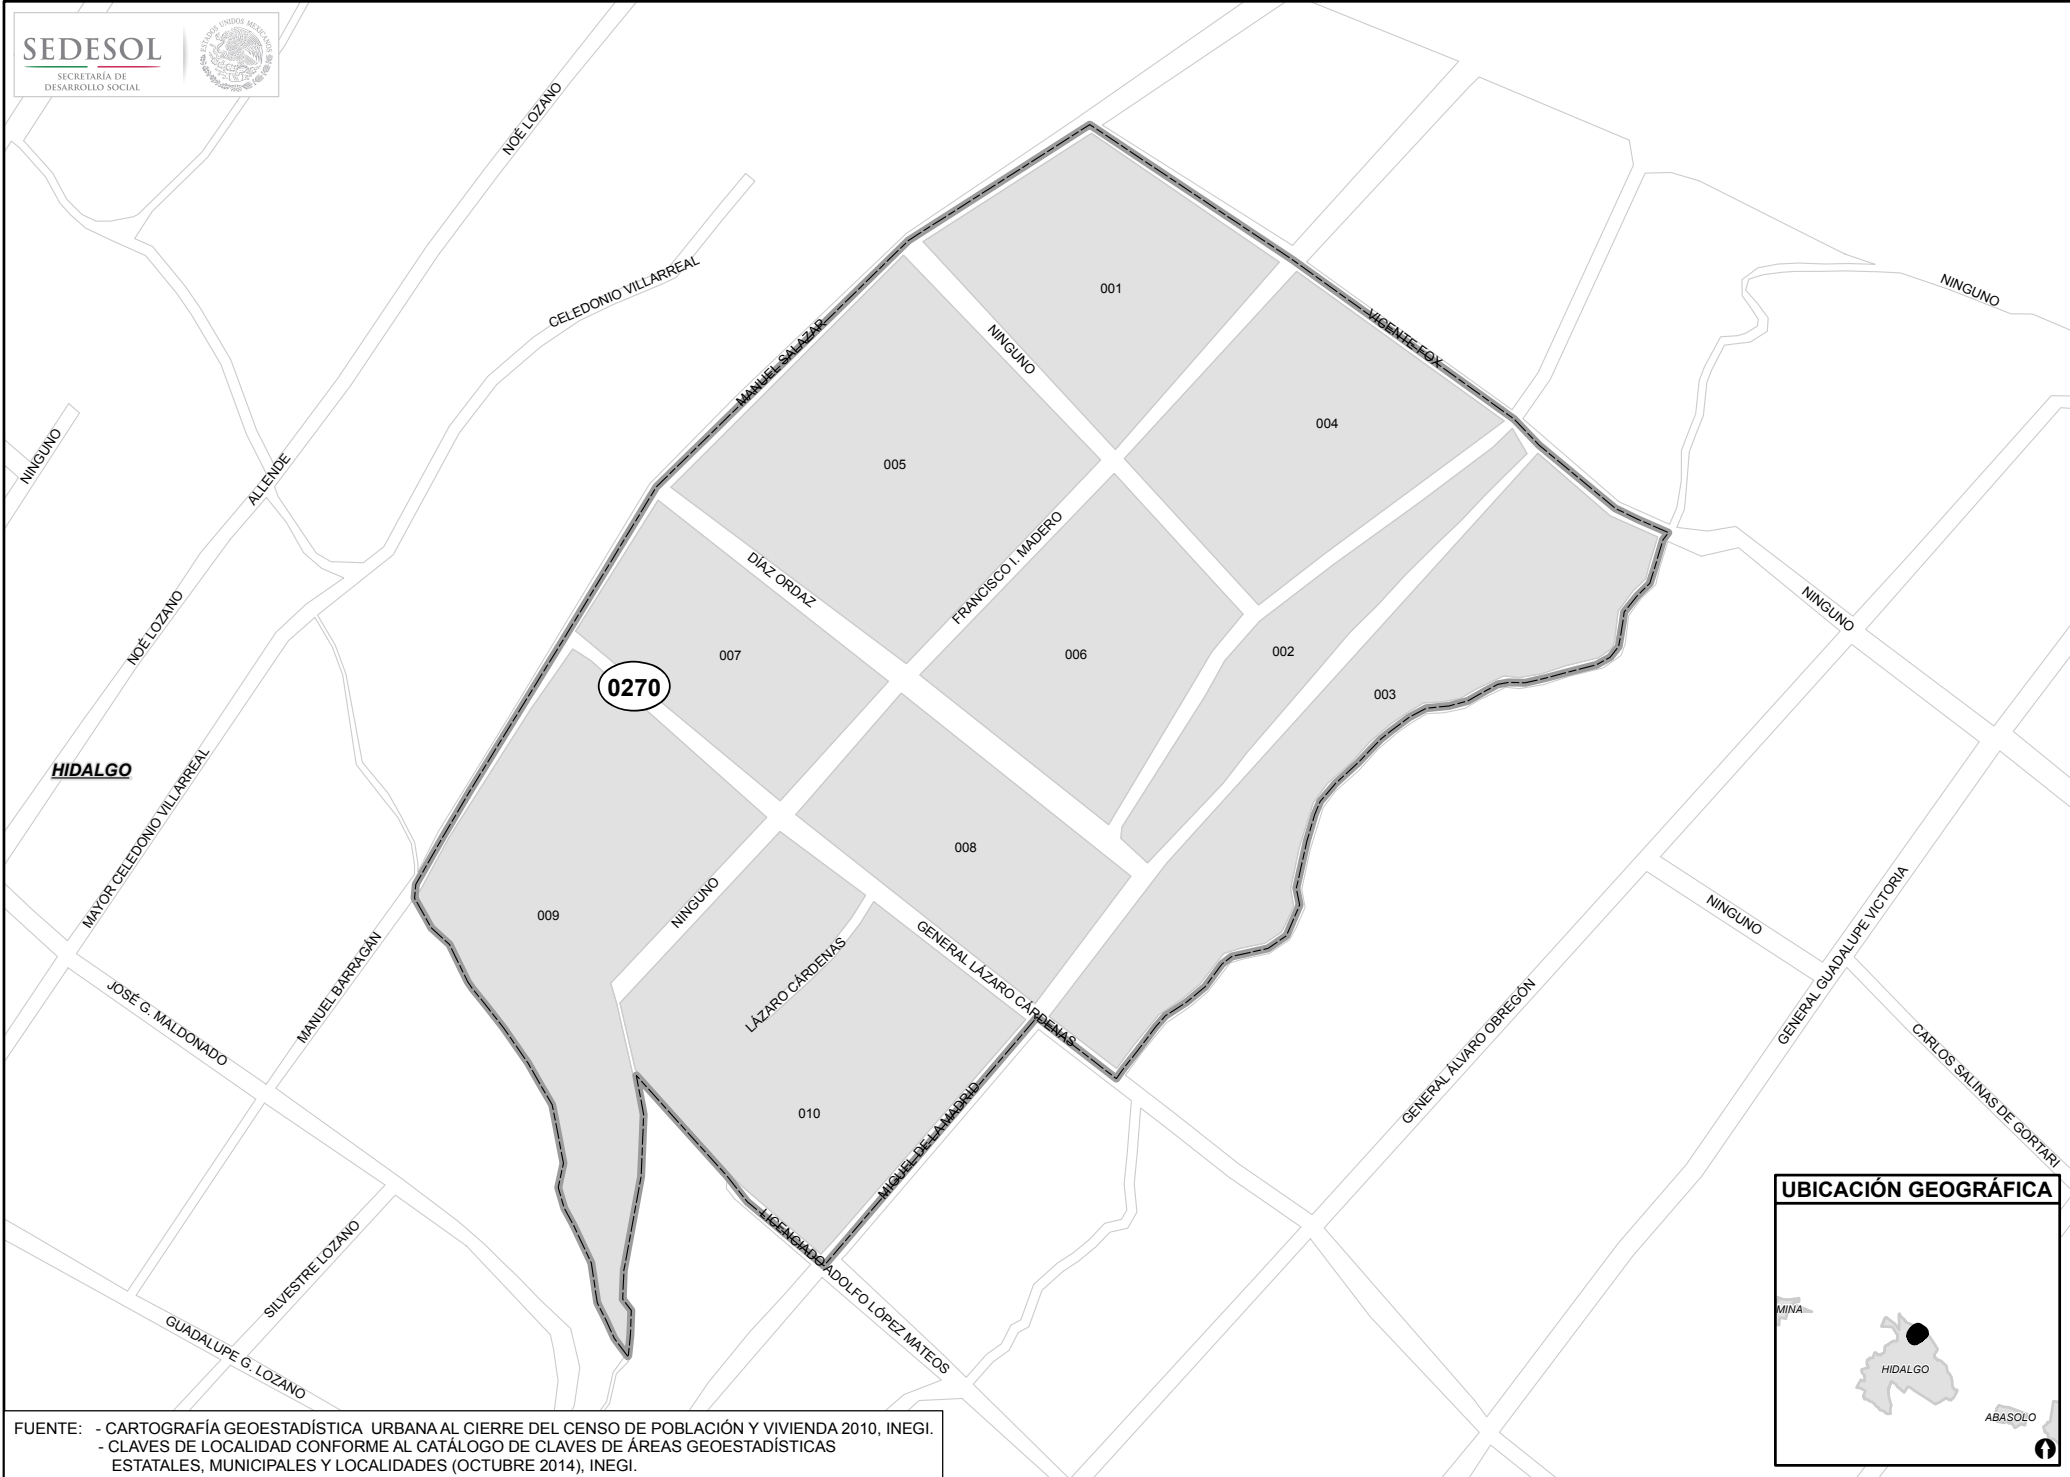 SEDESOL
SECRETARÍA DE
DESARROLLO SOCIAL
ESTADOS UNIDOS MEXICANOS
NOÉ LOZANO
CELEDONIO VILLARREAL
MANUEL SALAZAR
001
NINGUNO
VICENTE FOX
NINGUNO
004
NINGUNO
ALLENDE
005
FRANCISCO I. MADERO
DÍAZ ORDAZ
NOÉ LOZANO
NINGUNO
007
006
002
003
0270
HIDALGO
MAYOR CELEDONIO VILLARREAL
008
009
NINGUNO
LÁZARO CÁRDENAS
GENERAL LÁZARO CÁRDENAS
NINGUNO
GENERAL GUADALUPE VICTORIA
JOSÉ G. MALDONADO
MANUEL BARRAGÁN
GENERAL ÁLVARO OBREGÓN
CARLOS SALINAS DE GORTARI
010
MIGUEL DE LA MADRID
LICENCIADO ADOLFO LÓPEZ MATEOS
SILVESTRE LOZANO
GUADALUPE G. LOZANO
UBICACIÓN GEOGRÁFICA
MINA
HIDALGO
ABASOLO
FUENTE: - CARTOGRAFÍA GEOESTADÍSTICA URBANA AL CIERRE DEL CENSO DE POBLACIÓN Y VIVIENDA 2010, INEGI.
- CLAVES DE LOCALIDAD CONFORME AL CATÁLOGO DE CLAVES DE ÁREAS GEOESTADÍSTICAS
ESTATALES, MUNICIPALES Y LOCALIDADES (OCTUBRE 2014), INEGI.